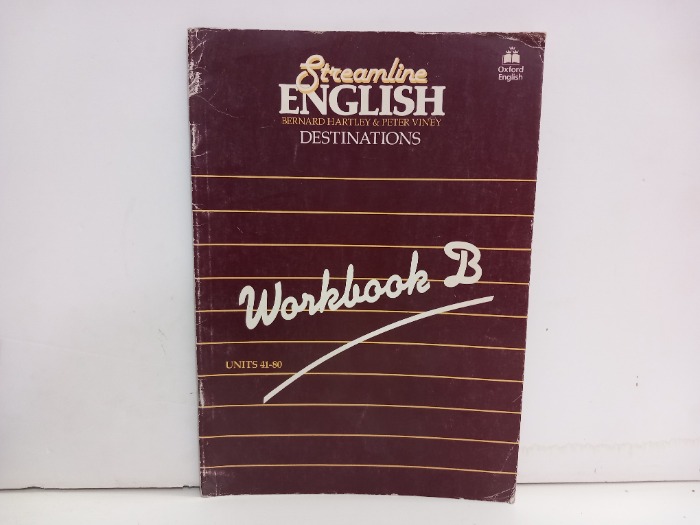 Streamline
ENGLISH
BERNARD HARTLEY & PETER VINEY
DESTINATIONS
Oxford
English
Workbook B
UNITS 41-80